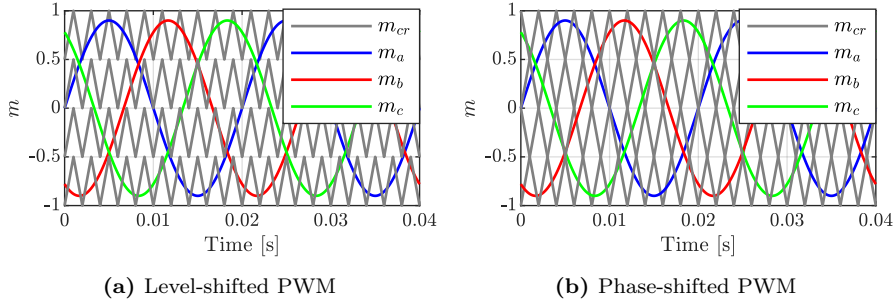 1
0.5
0
-0.5
-1
m
0
0.01
0.02
0.03
0.04
Time [s]
m_cr
m_a
m_b
m_c
(a) Level-shifted PWM
1
0.5
0
-0.5
-1
m
0
0.01
0.02
0.03
0.04
Time [s]
m_cr
m_a
m_b
m_c
(b) Phase-shifted PWM